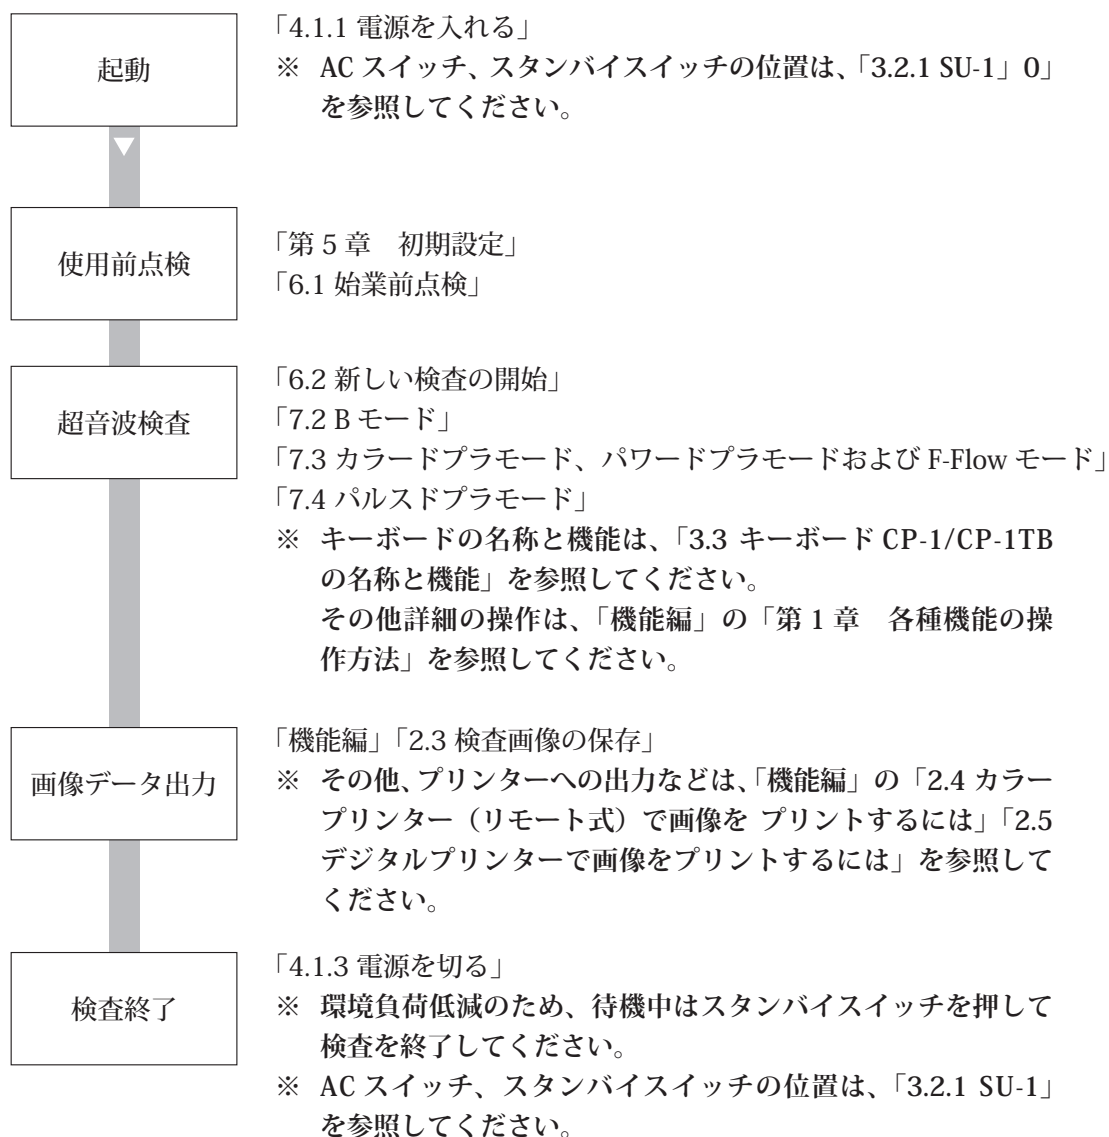 起動
「4.1.1 電源を入れる」
※ AC スイッチ、スタンバイスイッチの位置は、「3.2.1 SU-1」0」
を参照してください。
使用前点検
「第 5 章　初期設定」
「6.1 始業前点検」
超音波検査
「6.2 新しい検査の開始」
「7.2 B モード」
「7.3 カラードプラモード、パワードプラモードおよび F-Flow モード」
「7.4 パルスドプラモード」
※ キーボードの名称と機能は、「3.3 キーボード CP-1/CP-1TB
の名称と機能」を参照してください。
その他詳細の操作は、「機能編」の「第 1 章　各種機能の操
作方法」を参照してください。
画像データ出力
「機能編」「2.3 検査画像の保存」
※ その他、プリンターへの出力などは、「機能編」の「2.4 カラー
プリンター（リモート式）で画像を プリントするには」「2.5
デジタルプリンターで画像をプリントするには」を参照して
ください。
検査終了
「4.1.3 電源を切る」
※ 環境負荷低減のため、待機中はスタンバイスイッチを押して
検査を終了してください。
※ AC スイッチ、スタンバイスイッチの位置は、「3.2.1 SU-1」
を参照してください。